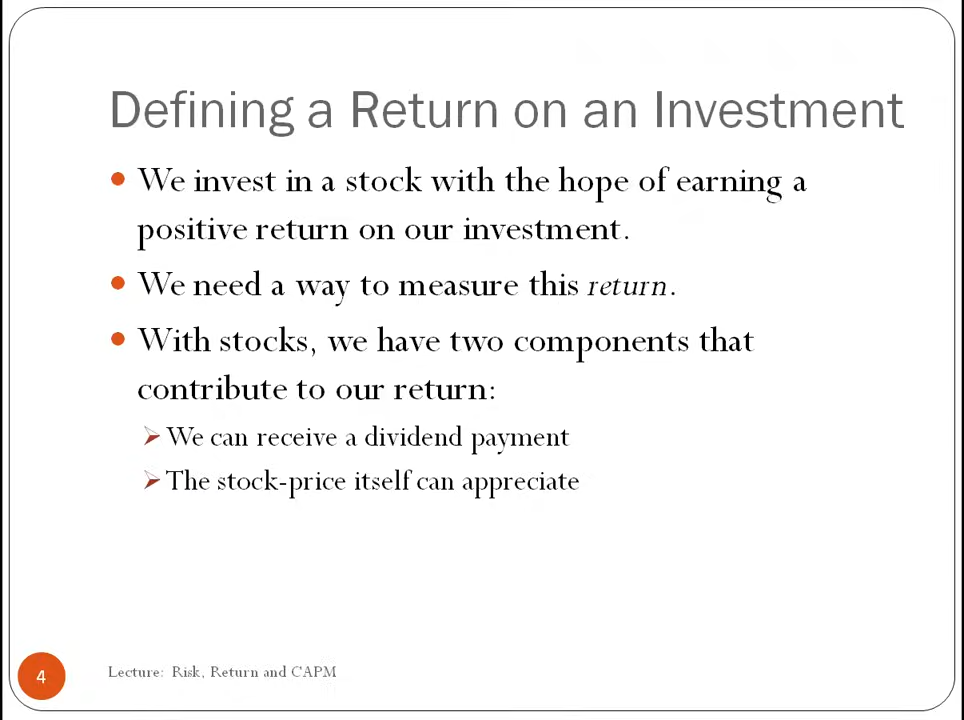 Defining a Return on an Investment
We invest in a stock with the hope of earning a
positive return on our investment.
We need a way to measure this return.
With stocks, we have two components that
contribute to our return:
We can receive a dividend payment
The stock-price itself can appreciate
4
Lecture: Risk, Return and CAPM